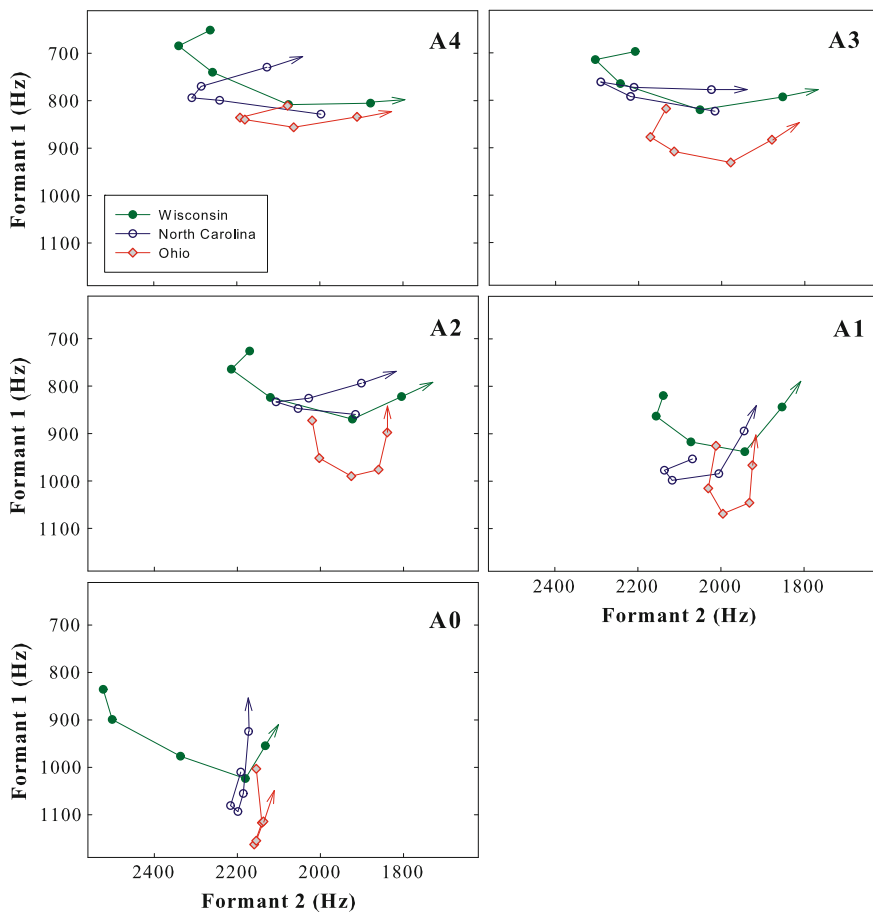 A4
A3
Formant 1 (Hz)
700
800
900
1000
1100
Wisconsin
North Carolina
Ohio
Formant 1 (Hz)
700
800
900
1000
1100
A2
A1
2400 2200 2000 1800
Formant 2 (Hz)
A0
Formant 1 (Hz)
700
800
900
1000
1100
2400 2200 2000 1800
Formant 2 (Hz)